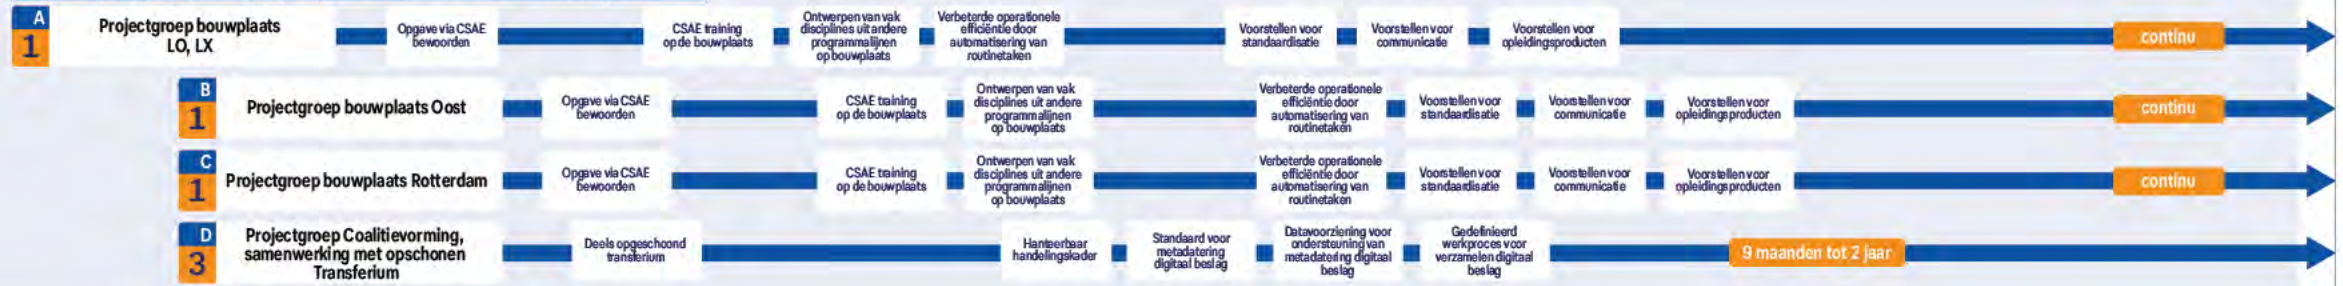 A
1
Projectgroep bouwplaats
LO, LX
Opgave via CSAE
bewoorden
CSAE training
op de bouwplaats
Ontwerpen van vak
disciplines uit andere
programmalijnen
op bouwplaats
Verbeterde operationele
efficiëntie door
automatisering van
routinetaken
Voorstellen voor
standaardisatie
Voorstellen voor
communicatie
Voorstellen voor
opleidingsproducten
continu
B
1
Projectgroep bouwplaats Oost
Opgave via CSAE
bewoorden
CSAE training
op de bouwplaats
Ontwerpen van vak
disciplines uit andere
programmalijnen
op bouwplaats
Verbeterde operationele
efficiëntie door
automatisering van
routinetaken
Voorstellen voor
standaardisatie
Voorstellen voor
communicatie
Voorstellen voor
opleidingsproducten
continu
C
1
Projectgroep bouwplaats Rotterdam
Opgave via CSAE
bewoorden
CSAE training
op de bouwplaats
Ontwerpen van vak
disciplines uit andere
programmalijnen
op bouwplaats
Verbeterde operationele
efficiëntie door
automatisering van
routinetaken
Voorstellen voor
standaardisatie
Voorstellen voor
communicatie
Voorstellen voor
opleidingsproducten
continu
D
3
Projectgroep Coalitievorming,
samenwerking met opschonen
Transferium
Deels opgeschoond
transferium
Hanteerbaar
handelingskader
Standaard voor
metadatering
digitaal beslag
Datavoorziening voor
ondersteuning van
metadatering digitaal
beslag
Gedefinieerd
werkproces voor
verzamelen digitaal
beslag
9 maanden tot 2 jaar